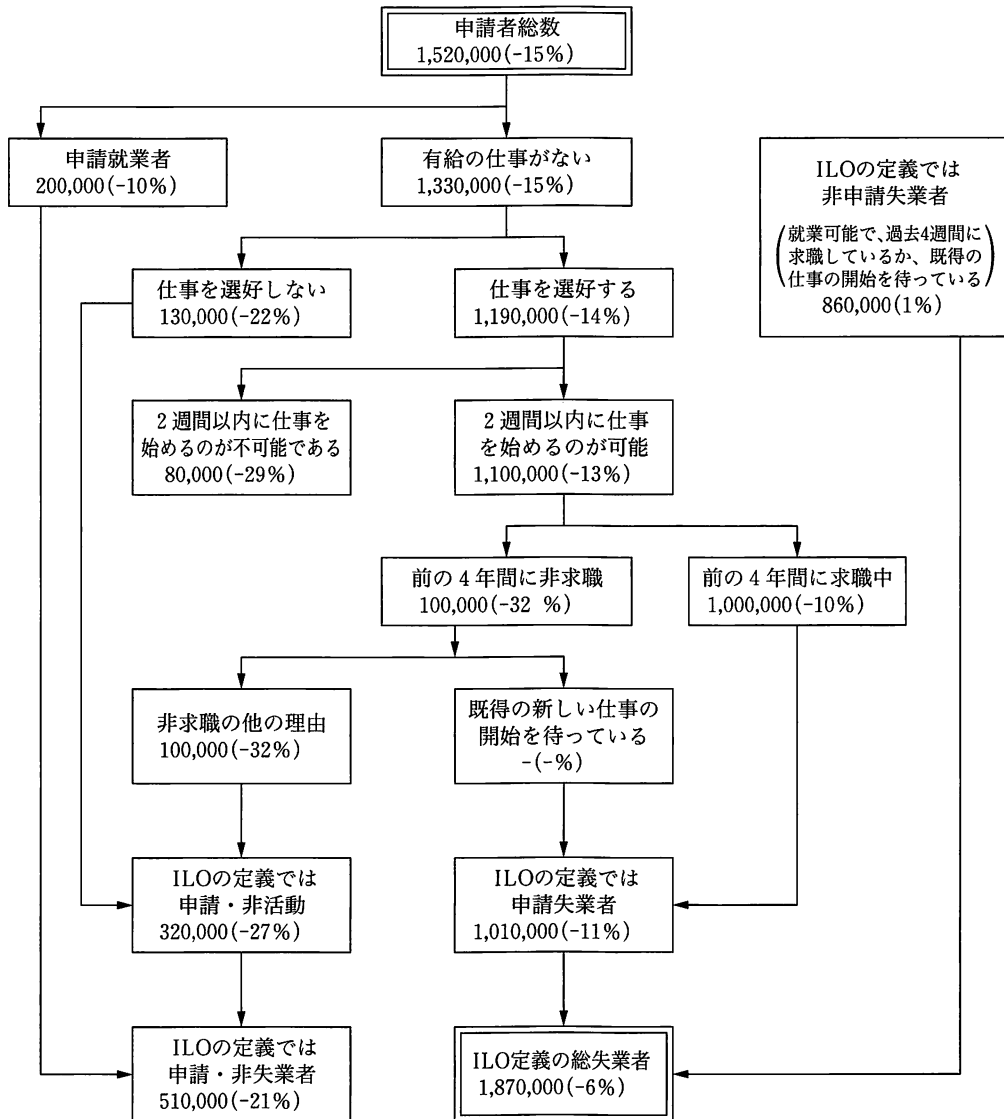 申請者総数
1,520,000(-15%)
申請就業者
200,000(-10%)
有給の仕事がない
1,330,000(-15%)
ILOの定義では
非申請失業者
(就業可能で、過去4週間に
求職しているか、既得の
仕事の開始を待っている)
860,000(1%)
仕事を選好しない
130,000(-22%)
仕事を選好する
1,190,000(-14%)
2週間以内に仕事を
始めるのが不可能である
80,000(-29%)
2週間以内に仕事
を始めるのが可能
1,100,000(-13%)
前の4年間に非求職
100,000(-32 %)
前の4年間に求職中
1,000,000(-10%)
非求職の他の理由
100,000(-32%)
既得の新しい仕事の
開始を待っている
-(-%)
ILOの定義では
申請・非活動
320,000(-27%)
ILOの定義では
申請失業者
1,010,000(-11%)
ILOの定義では
申請・非失業者
510,000(-21%)
ILO定義の総失業者
1,870,000(-6%)